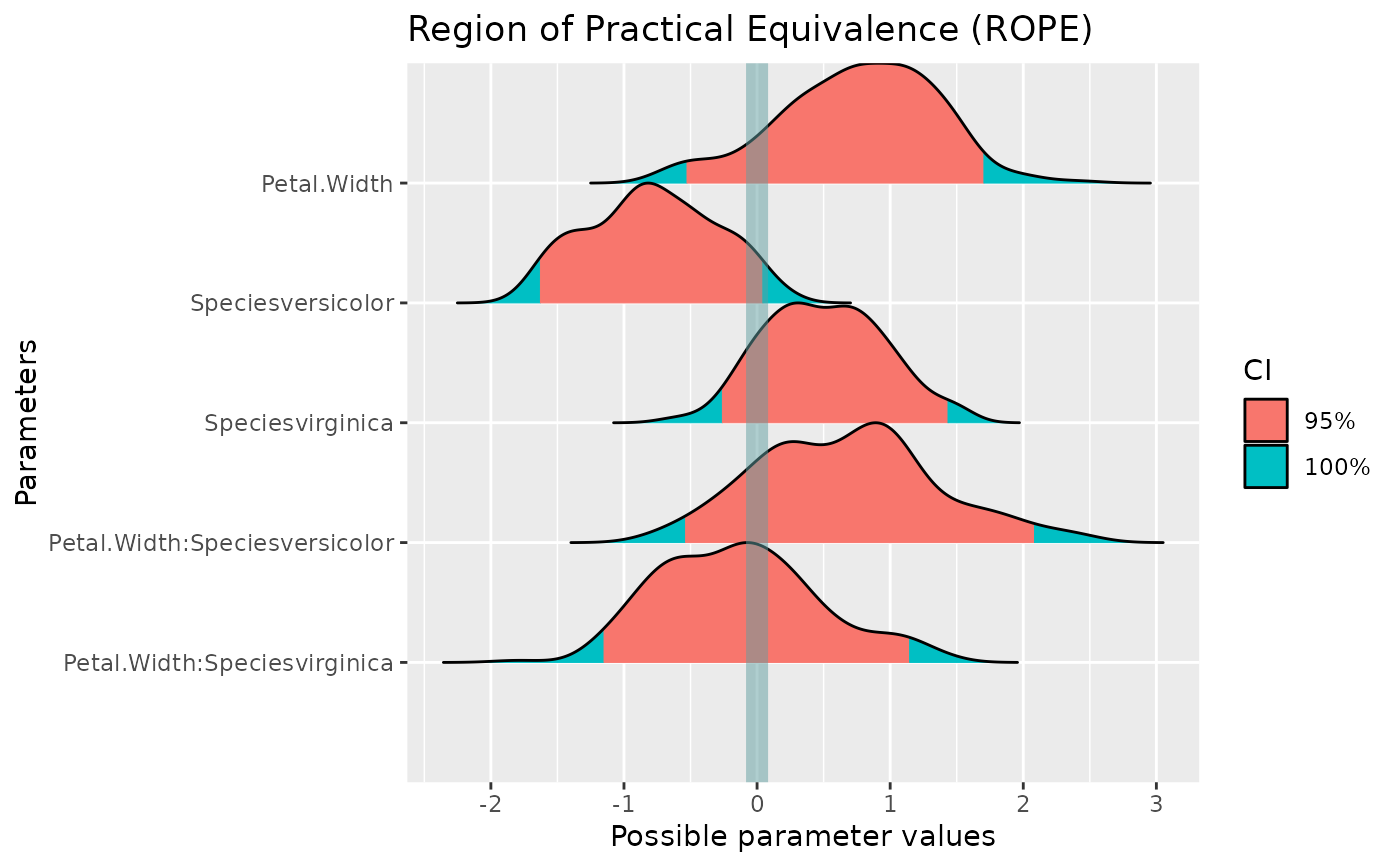 Region of Practical Equivalence (ROPE)
Parameters
Petal.Width
Speciesversicolor
Speciesvirginica
Petal.Width:Speciesversicolor
Petal.Width:Speciesvirginica
-2 -1 0 1 2 3
Possible parameter values
CI
95%
100%